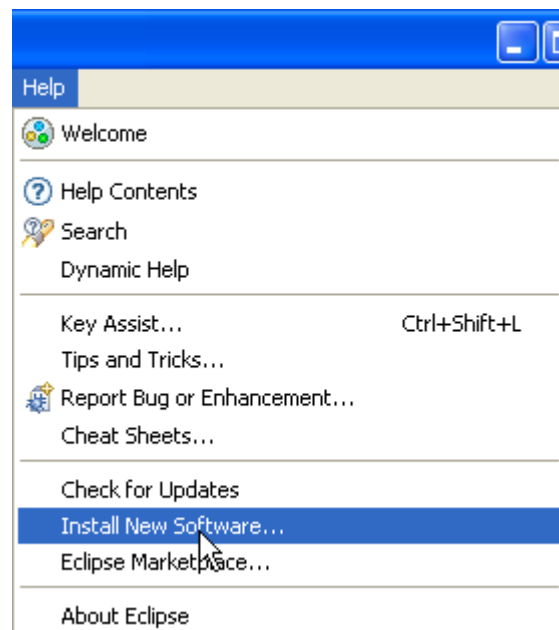 Help
Welcome
Help Contents
Search
Dynamic Help
Key Assist... Ctrl+Shift+L
Tips and Tricks...
Report Bug or Enhancement...
Cheat Sheets...
Check for Updates
Install New Software...
Eclipse Marketplace...
About Eclipse